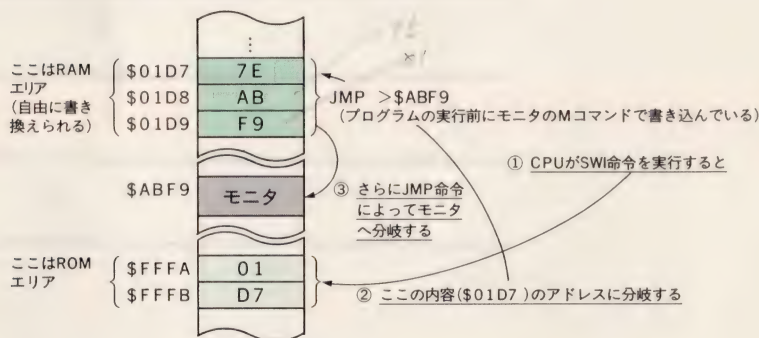 ⋮
ここはRAM
エリア
(自由に書き
換えられる)
$01D7
$01D8
$01D9
7E
AB
F9
JMP >$ABF9
(プログラムの実行前にモニタのMコマンドで書き込んでいる)
① CPUがSWI命令を実行すると
$ABF9
モニタ
③ さらにJMP命令
によってモニタ
へ分岐する
ここはROM
エリア
$FFFA
$FFFB
01
D7
② ここの内容($01D7)のアドレスに分岐する